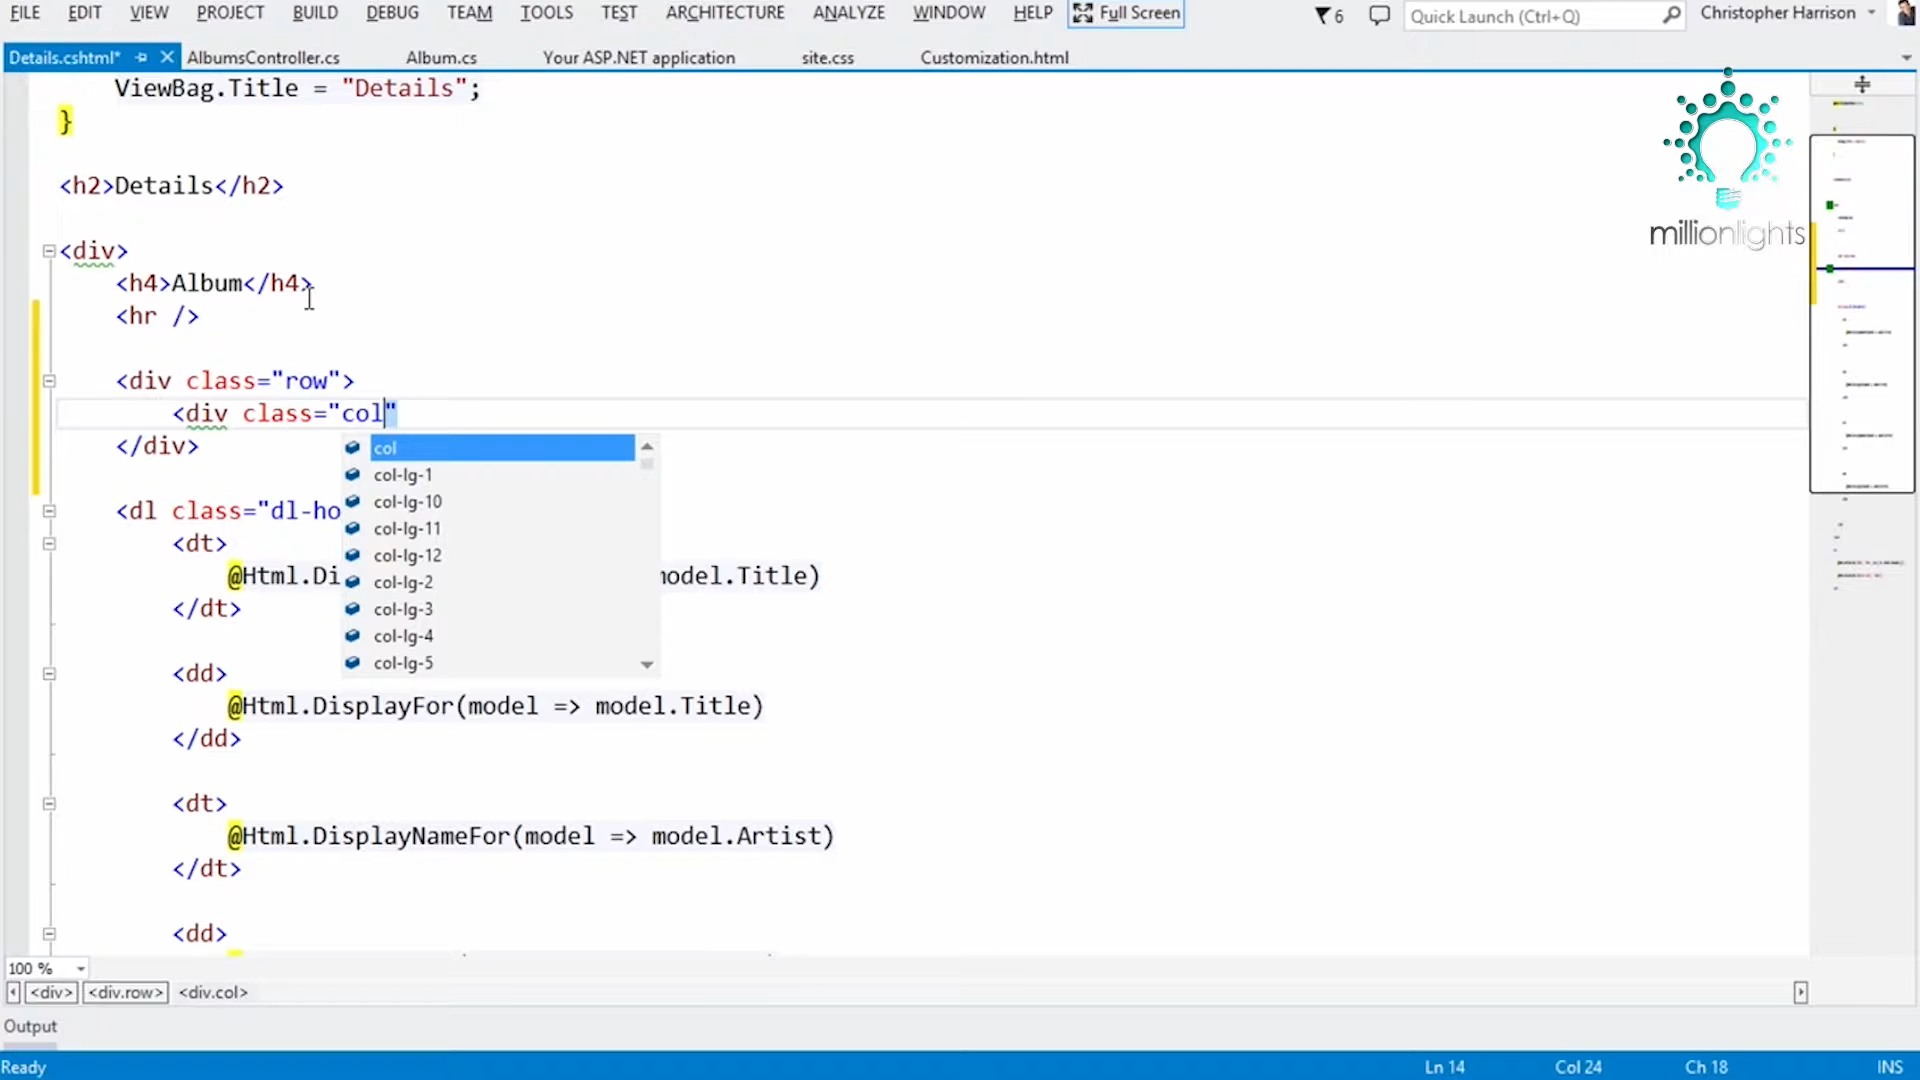 FILE EDIT VIEW PROJECT BUILD DEBUG TEAM TOOLS TEST ARCHITECTURE ANALYZE WINDOW HELP Full Screen 6 Quick Launch (Ctrl+Q) Christopher Harrison
Details.cshtml* AlbumsController.cs Album.cs Your ASP.NET application site.css Customization.html
ViewBag.Title = "Details";
}
<h2>Details</h2>
millionlights
<div>
<h4>Album</h4>
<hr />
<div class="row">
<div class="col"
</div>
col
col-lg-1
col-lg-10
col-lg-11
col-lg-12
col-lg-2
col-lg-3
col-lg-4
col-lg-5
<dl class="dl-ho
<dt>
@Html.Di model.Title)
</dt>
<dd>
@Html.DisplayFor(model => model.Title)
</dd>
<dt>
@Html.DisplayNameFor(model => model.Artist)
</dt>
<dd>
100 %
<div> <div.row> <div.col>
Output
Ready Ln 14 Col 24 Ch 18 INS